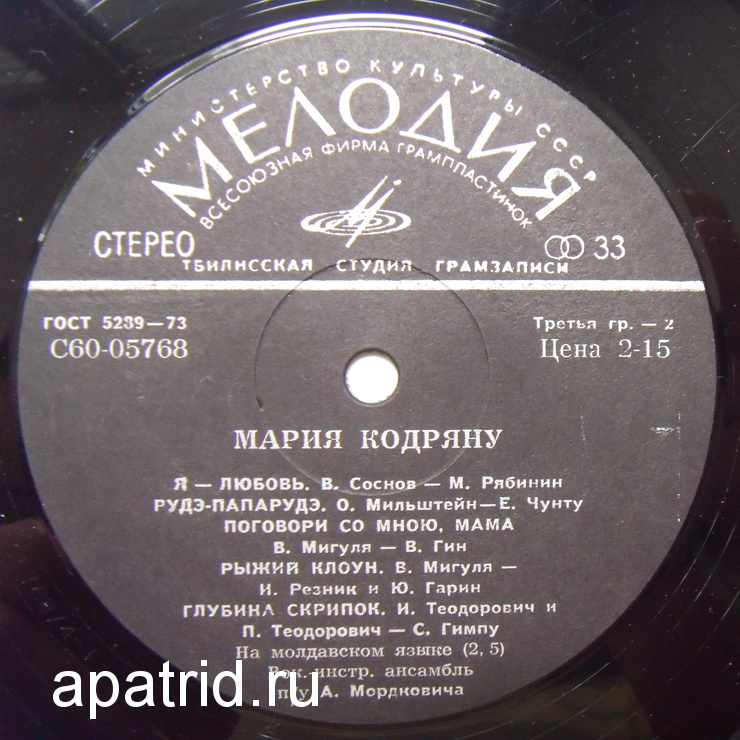 МИНИСТЕРСТВО КУЛЬТУРЫ СССР
МЕЛОДИЯ
ВСЕСОЮЗНАЯ ФИРМА ГРАМПЛАСТИНОК
СТЕРЕО
33
ТБИЛИССКАЯ СТУДИЯ ГРАМЗАПИСИ
ГОСТ 5289—73
Третья гр. — 2
С60-05768
Цена 2-15
МАРИЯ КОДРЯНУ
Я — ЛЮБОВЬ. В. Соснов — М. Рябинин
РУДЭ-ПАПАРУДЭ. О. Мильштейн—Е. Чунту
ПОГОВОРИ СО МНОЮ, МАМА
В. Мигуля — В. Гин
РЫЖИЙ КЛОУН. В. Мигуля —
И. Резник и Ю. Гарин
ГЛУБИНА СКРИПОК. И. Теодорович и
П. Теодорович — С. Гимпу
На молдавском языке (2, 5)
Вок. инстр. ансамбль
п/у А. Мордковича
apatrid.ru